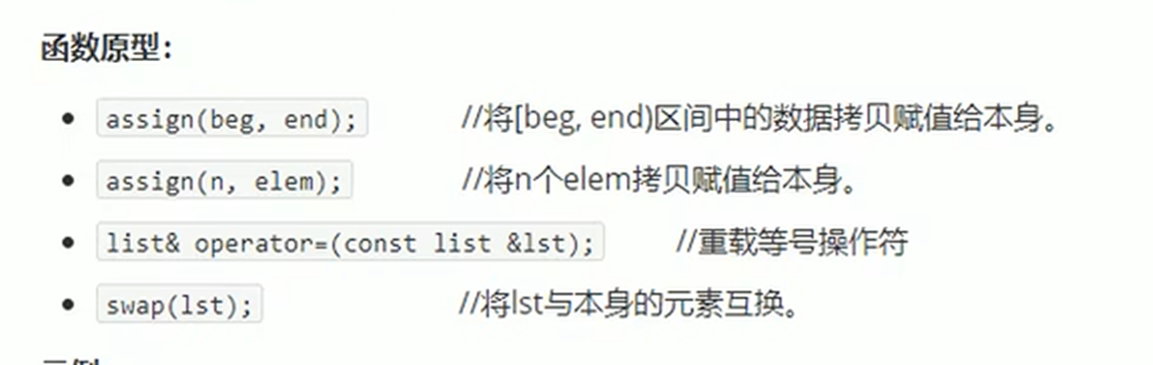 函数原型：
assign(beg, end); //将[beg, end)区间中的数据拷贝赋值给本身。
assign(n, elem); //将n个elem拷贝赋值给本身。
list& operator=(const list &lst); //重载等号操作符
swap(lst); //将lst与本身的元素互换。